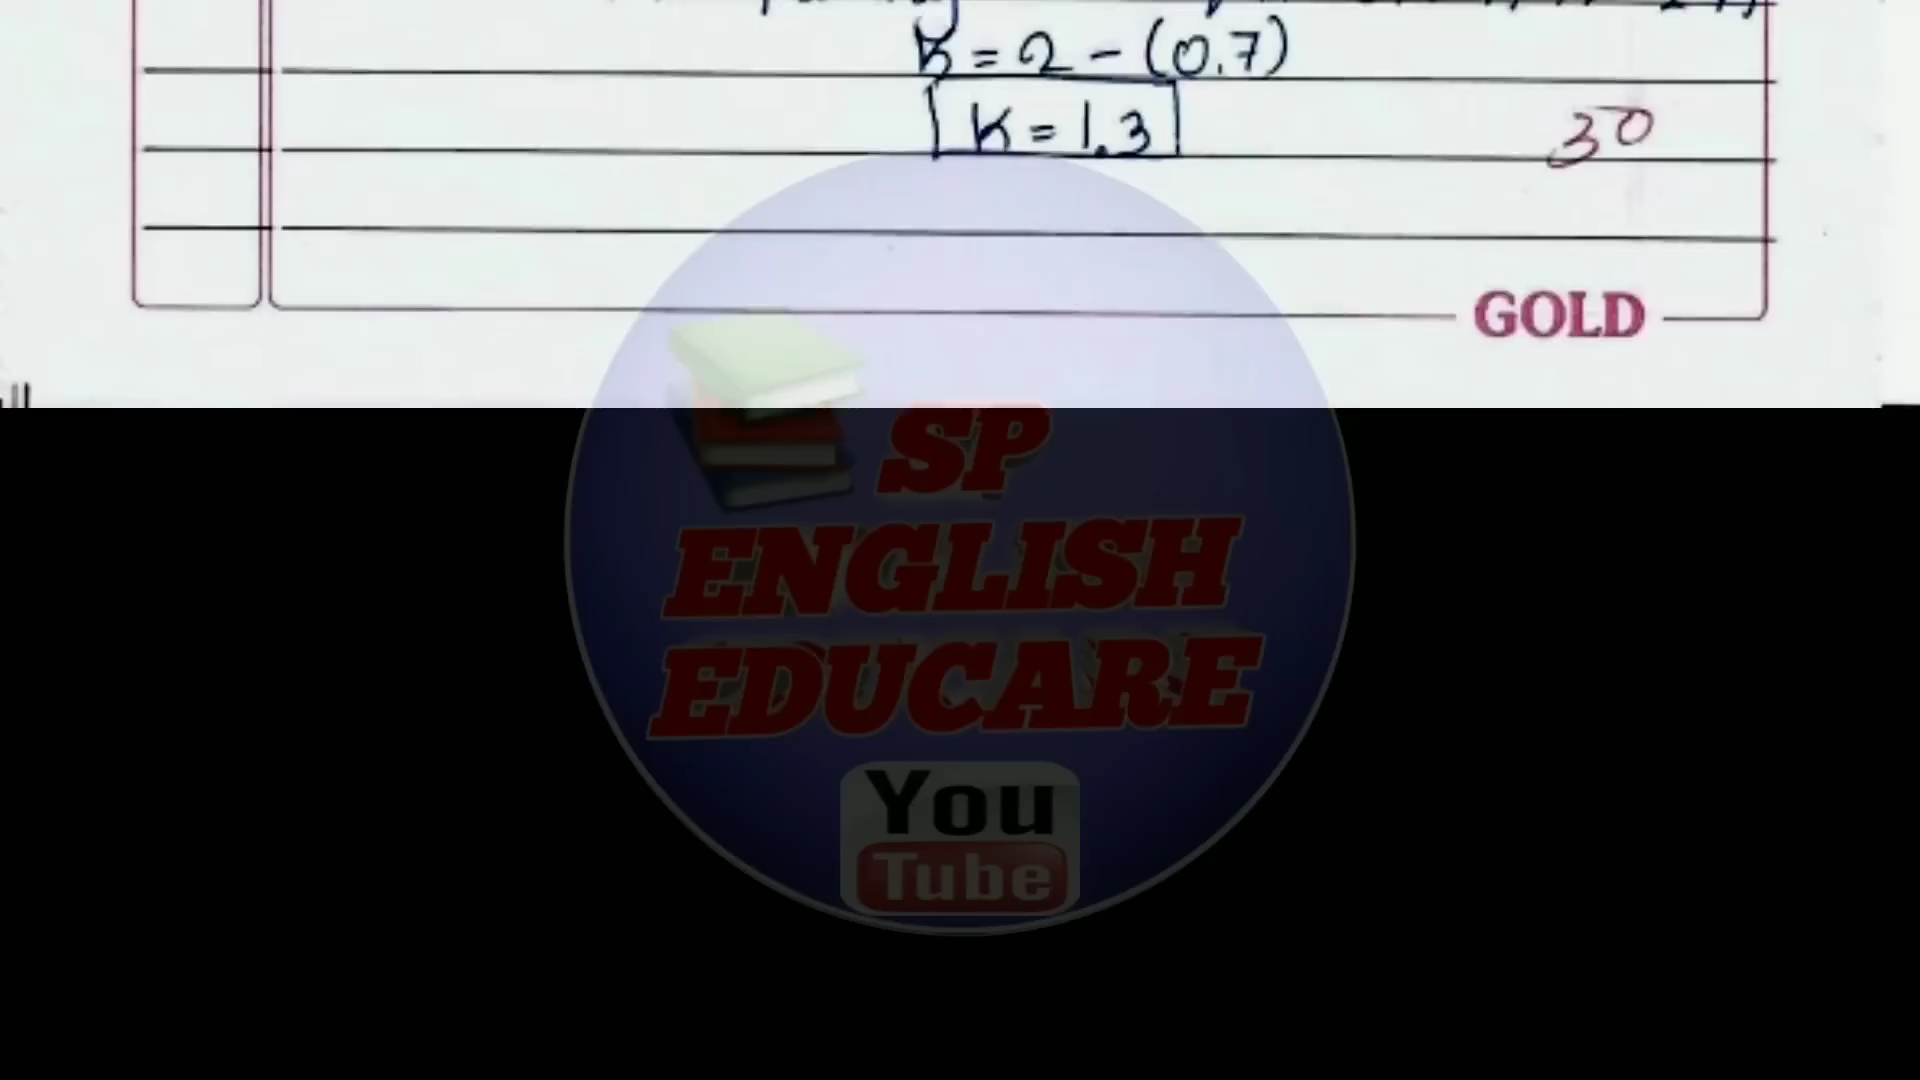 K = 2 - (0.7)
K = 1.3
30
GOLD
SP
ENGLISH
EDUCARE
You
Tube